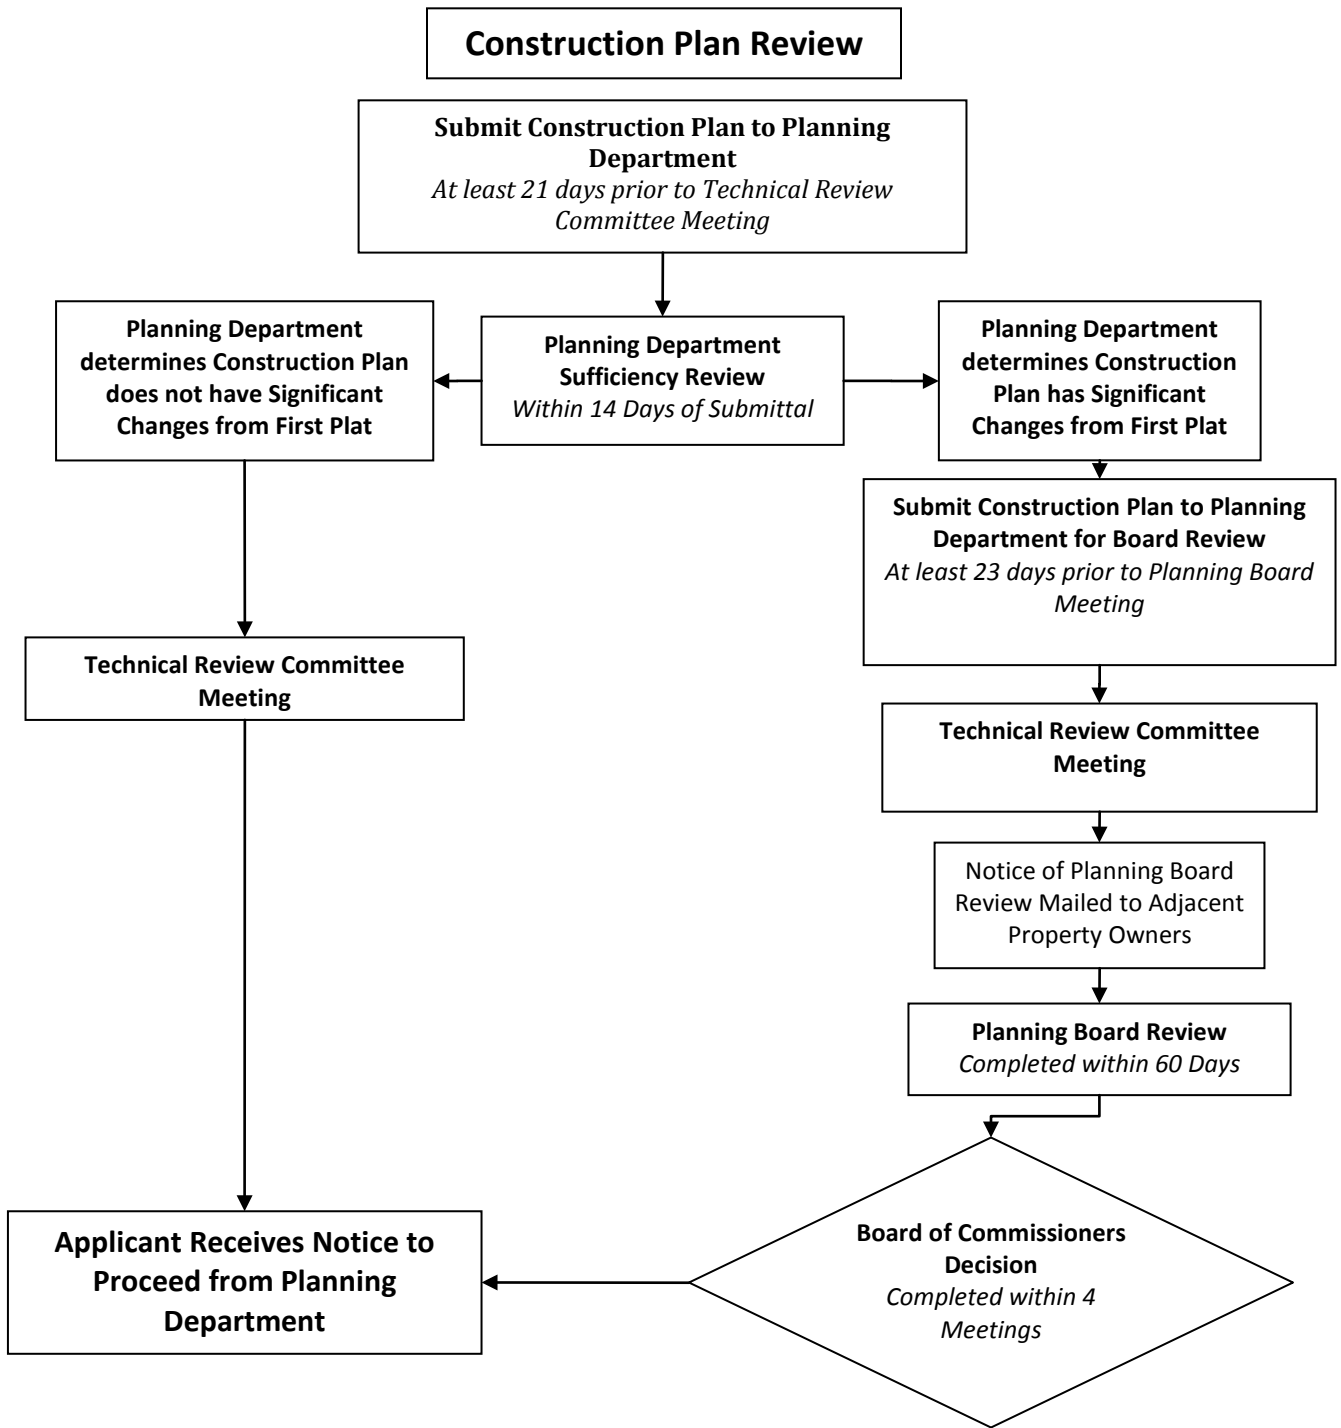 Construction Plan Review
Submit Construction Plan to Planning
Department
At least 21 days prior to Technical Review
Committee Meeting
Planning Department
determines Construction Plan
does not have Significant
Changes from First Plat
Planning Department
Sufficiency Review
Within 14 Days of Submittal
Planning Department
determines Construction
Plan has Significant
Changes from First Plat
Submit Construction Plan to Planning
Department for Board Review
At least 23 days prior to Planning Board
Meeting
Technical Review Committee
Meeting
Technical Review Committee
Meeting
Notice of Planning Board
Review Mailed to Adjacent
Property Owners
Planning Board Review
Completed within 60 Days
Board of Commissioners
Decision
Completed within 4
Meetings
Applicant Receives Notice to
Proceed from Planning
Department